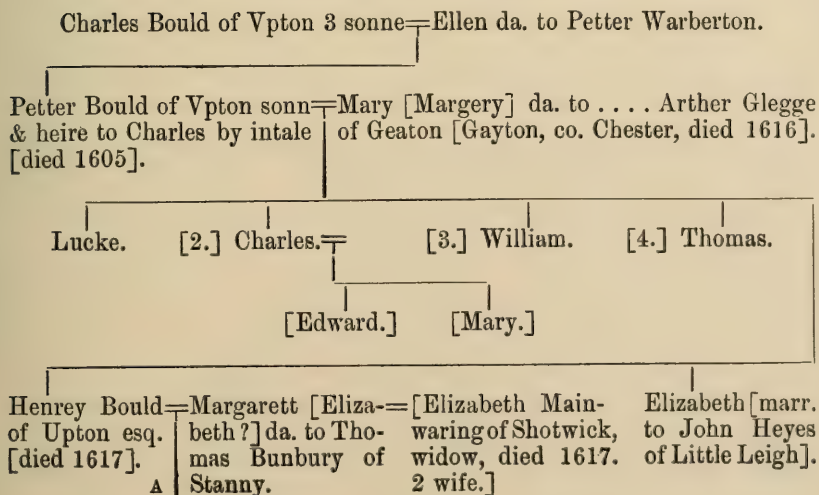 Charles Bould of Vpton 3 sonne=Ellen da. to Petter Warberton.
Petter Bould of Vpton sonn=Mary [Margery] da. to . . . . Arther Glegge
& heire to Charles by intale of Geaton [Gayton, co. Chester, died 1616].
[died 1605].
Lucke. [2.] Charles.= [3.] William. [4.] Thomas.
[Edward.] [Mary.]
Henrey Bould=Margarett [Eliza-=[Elizabeth Main- Elizabeth [marr.
of Upton esq. beth ?] da. to Tho- waring of Shotwick, to John Heyes
[died 1617]. mas Bunbury of widow, died 1617. of Little Leigh].
A Stanny. 2 wife.]